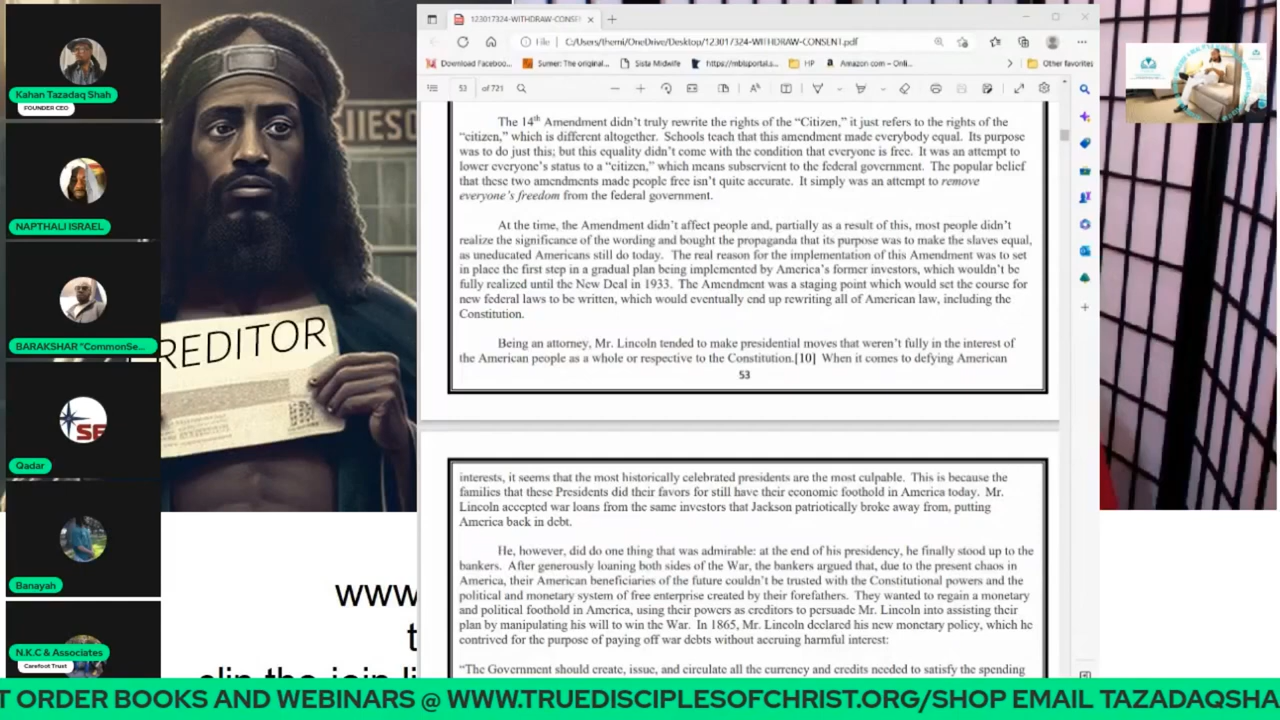 Kahan Tazadaq Shah
FOUNDER CEO
NAPTHALI ISRAEL
BARAKSHAR "CommonSe...
Qadar
SF
Banayah
N.K.C & Associates
Carefoot Trust
REDITOR
www
123017324-WITHDRAW-CONSENT
File
C:/Users/themi/OneDrive/Desktop/123017324-WITHDRAW-CONSENT.pdf
Download Faceboo...
Sumer: The original...
Sista Midwife
https://mblsportal.s...
HP
Amazon.com – Onli...
Other favorites
53 of 721
The 14th Amendment didn't truly rewrite the rights of the "Citizen," it just refers to the rights of the
"citizen," which is different altogether. Schools teach that this amendment made everybody equal. Its purpose
was to do just this; but this equality didn't come with the condition that everyone is free. It was an attempt to
lower everyone's status to a "citizen," which means subservient to the federal government. The popular belief
that these two amendments made people free isn't quite accurate. It simply was an attempt to remove
everyone's freedom from the federal government.
At the time, the Amendment didn't affect people and, partially as a result of this, most people didn't
realize the significance of the wording and bought the propaganda that its purpose was to make the slaves equal,
as uneducated Americans still do today. The real reason for the implementation of this Amendment was to set
in place the first step in a gradual plan being implemented by America's former investors, which wouldn't be
fully realized until the New Deal in 1933. The Amendment was a staging point which would set the course for
new federal laws to be written, which would eventually end up rewriting all of American law, including the
Constitution.
Being an attorney, Mr. Lincoln tended to make presidential moves that weren't fully in the interest of
the American people as a whole or respective to the Constitution.[10] When it comes to defying American
53
interests, it seems that the most historically celebrated presidents are the most culpable. This is because the
families that these Presidents did their favors for still have their economic foothold in America today. Mr.
Lincoln accepted war loans from the same investors that Jackson patriotically broke away from, putting
America back in debt.
He, however, did do one thing that was admirable: at the end of his presidency, he finally stood up to the
bankers. After generously loaning both sides of the War, the bankers argued that, due to the present chaos in
America, their American beneficiaries of the future couldn't be trusted with the Constitutional powers and the
political and monetary system of free enterprise created by their forefathers. They wanted to regain a monetary
and political foothold in America, using their powers as creditors to persuade Mr. Lincoln into assisting their
plan by manipulating his will to win the War. In 1865, Mr. Lincoln declared his new monetary policy, which he
contrived for the purpose of paying off war debts without accruing harmful interest:
"The Government should create, issue, and circulate all the currency and credits needed to satisfy the spending
T ORDER BOOKS AND WEBINARS @ WWW.TRUEDISCIPLESOFCHRIST.ORG/SHOP EMAIL TAZADAQSHA